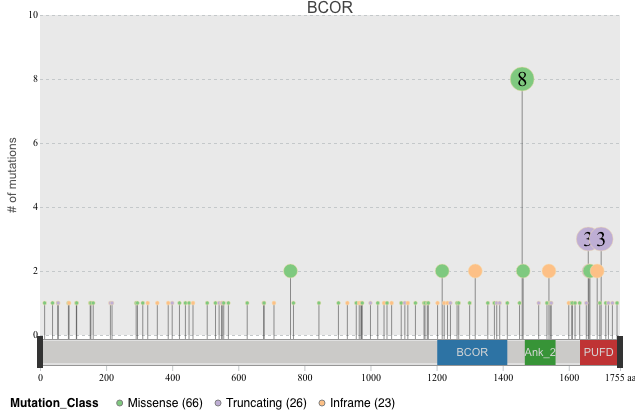 BCOR
10
8
6
4
2
0
# of mutations
8
3 3
BCOR Ank_2 PUFD
0 200 400 600 800 1000 1200 1400 1600 1755 aa
Mutation_Class Missense (66) Truncating (26) Inframe (23)